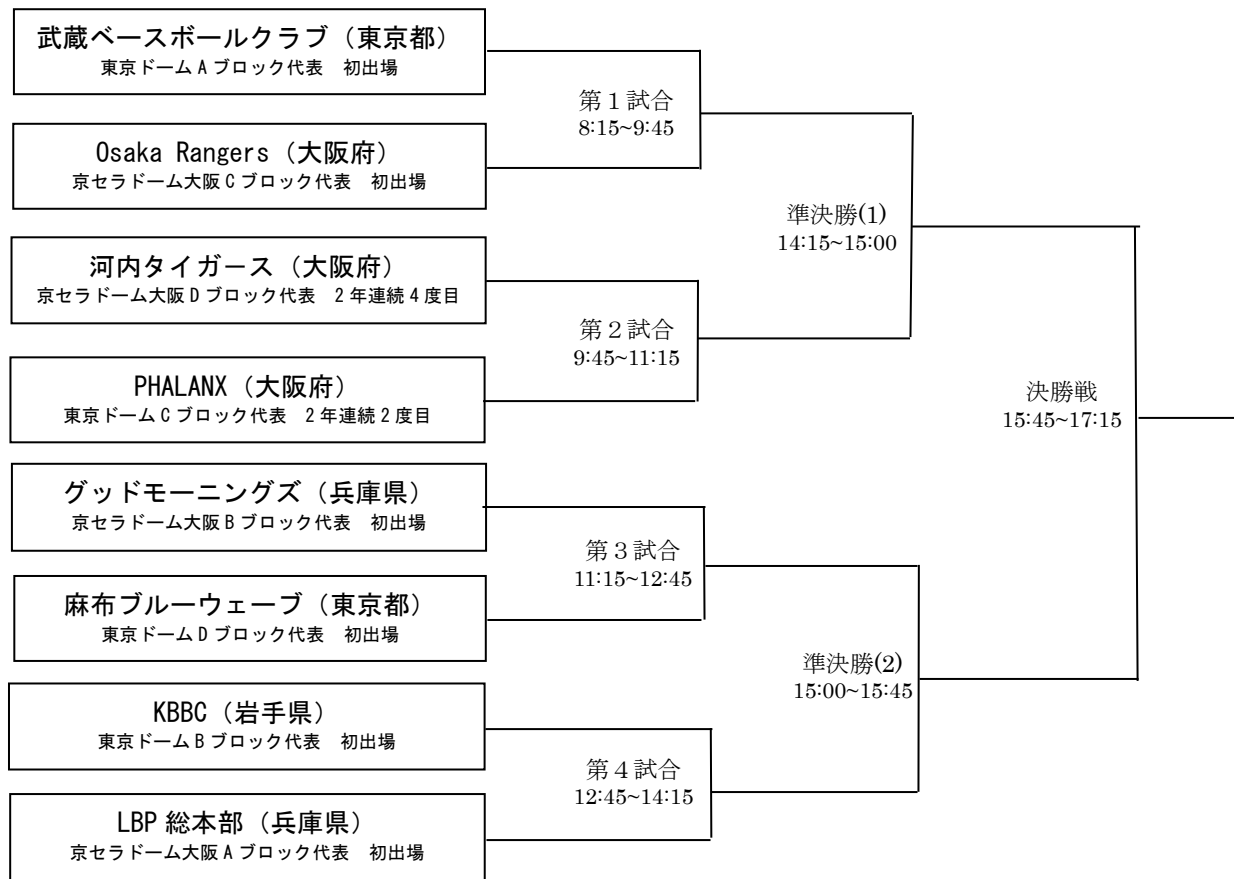 武蔵ベースボールクラブ（東京都）
東京ドーム A ブロック代表　初出場
第１試合
8:15~9:45
Osaka Rangers（大阪府）
京セラドーム大阪 C ブロック代表　初出場
準決勝(1)
14:15~15:00
河内タイガース（大阪府）
京セラドーム大阪 D ブロック代表　2 年連続 4 度目
第２試合
9:45~11:15
PHALANX（大阪府）
東京ドーム C ブロック代表　2 年連続 2 度目
決勝戦
15:45~17:15
グッドモーニングズ（兵庫県）
京セラドーム大阪 B ブロック代表　初出場
第３試合
11:15~12:45
麻布ブルーウェーブ（東京都）
東京ドーム D ブロック代表　初出場
準決勝(2)
15:00~15:45
KBBC（岩手県）
東京ドーム B ブロック代表　初出場
第４試合
12:45~14:15
LBP 総本部（兵庫県）
京セラドーム大阪 A ブロック代表　初出場